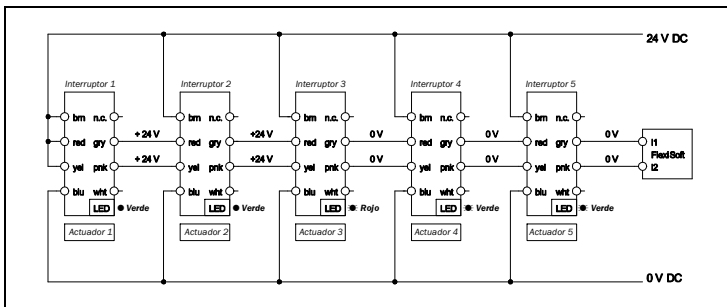 24 V DC
Interruptor 1 Interruptor 2 Interruptor 3 Interruptor 4 Interruptor 5
brn n.c. brn n.c. brn n.c. brn n.c. brn n.c.
red gry +24 V red gry +24 V red gry 0 V red gry 0 V red gry 0 V I1
FlexiSoft
yel pnk +24 V yel pnk +24 V yel pnk 0 V yel pnk 0 V yel pnk 0 V I2
blu wht blu wht blu wht blu wht blu wht
LED Verde LED Verde LED Rojo LED Verde LED Verde
Actuador 1 Actuador 2 Actuador 3 Actuador 4 Actuador 5
0 V DC